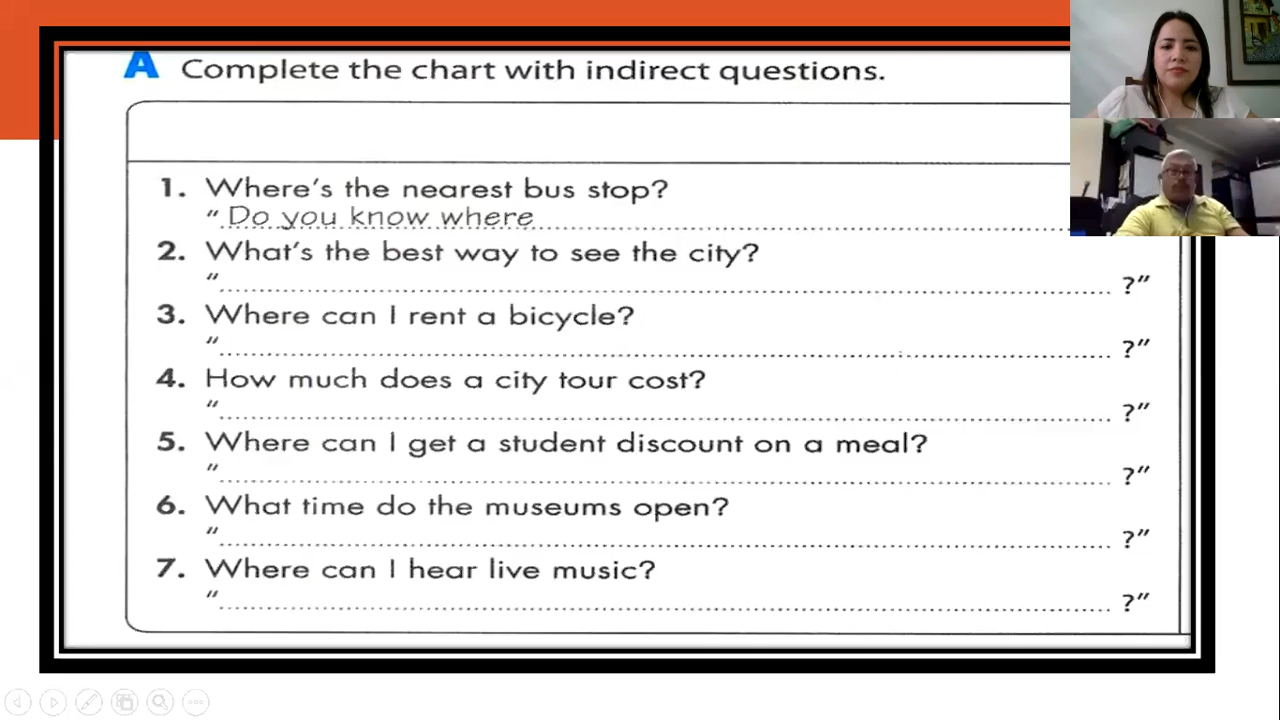 A Complete the chart with indirect questions.
1. Where's the nearest bus stop?
"Do you know where
2. What's the best way to see the city?
" ?"
3. Where can I rent a bicycle?
" ?"
4. How much does a city tour cost?
" ?"
5. Where can I get a student discount on a meal?
" ?"
6. What time do the museums open?
" ?"
7. Where can I hear live music?
" ?"